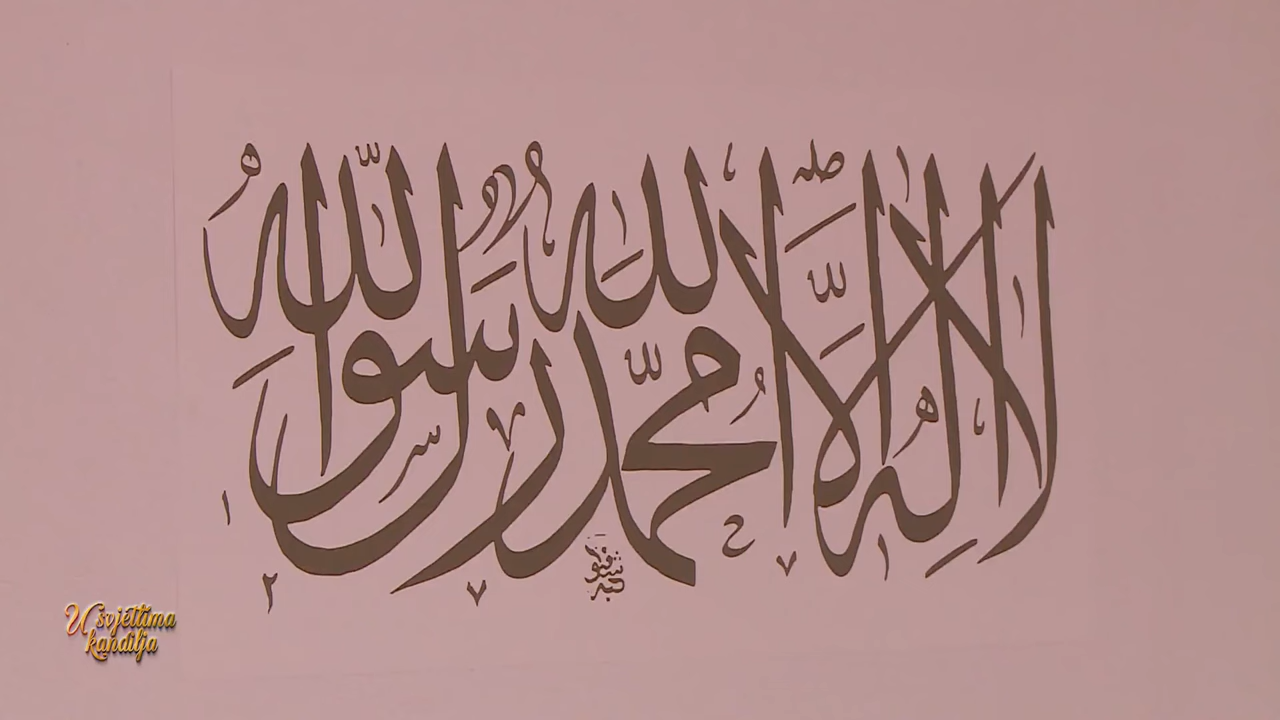 لا إله إلا الله محمد رسول الله
U svjetlima
kandilja